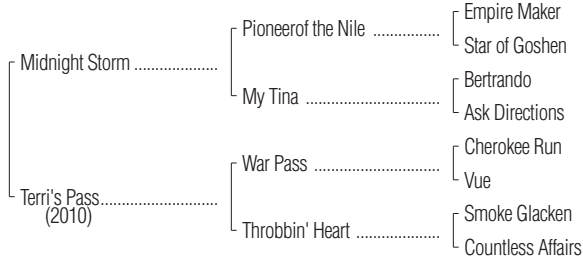 Empire Maker
Pioneerof the Nile ................
Star of Goshen
Midnight Storm ....................
Bertrando
My Tina ................................
Ask Directions
Cherokee Run
War Pass ..............................
Vue
Terri's Pass............................
(2010)
Smoke Glacken
Throbbin' Heart ....................
Countless Affairs